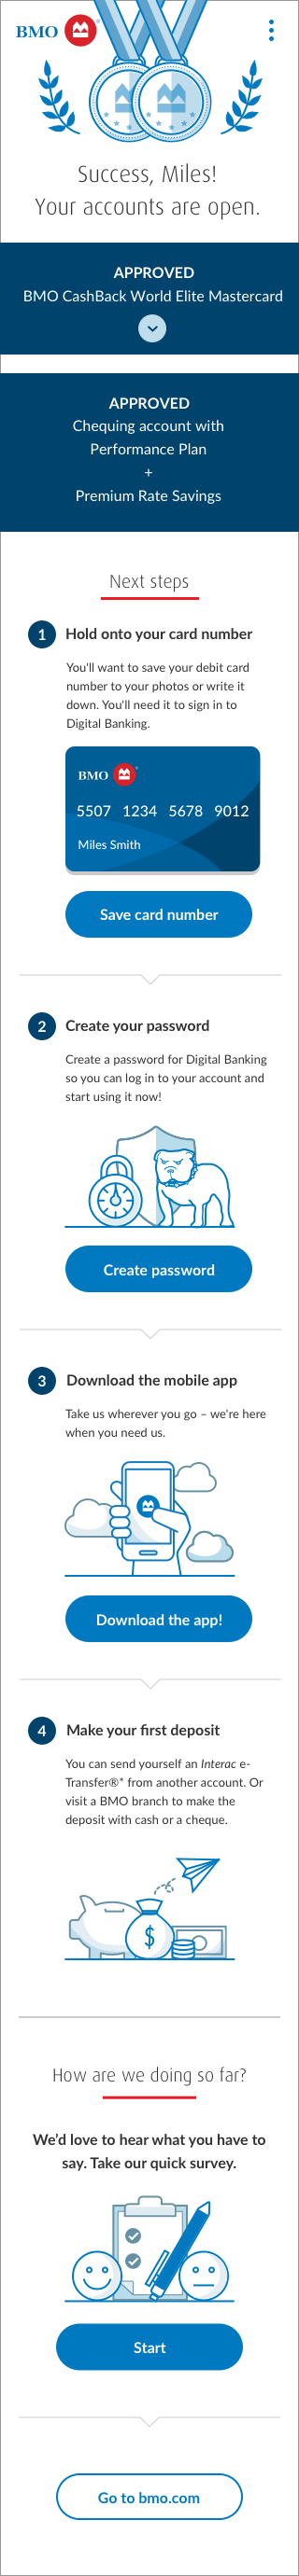 BMO
Success, Miles!
Your accounts are open.
APPROVED
BMO CashBack World Elite Mastercard
APPROVED
Chequing account with
Performance Plan
+
Premium Rate Savings
Next steps
1 Hold onto your card number
You'll want to save your debit card
number to your photos or write it
down. You'll need it to sign in to
Digital Banking.
BMO
5507 1234 5678 9012
Miles Smith
Save card number
2 Create your password
Create a password for Digital Banking
so you can log in to your account and
start using it now!
Create password
3 Download the mobile app
Take us wherever you go – we're here
when you need us.
Download the app!
4 Make your first deposit
You can send yourself an Interac e-
Transfer®* from another account. Or
visit a BMO branch to make the
deposit with cash or a cheque.
$
How are we doing so far?
We'd love to hear what you have to
say. Take our quick survey.
Start
Go to bmo.com